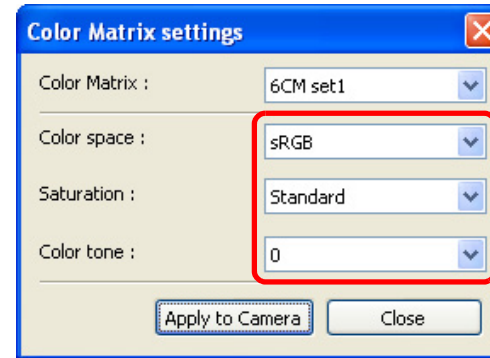 Color Matrix settings
Color Matrix : 6CM set1
Color space : sRGB
Saturation : Standard
Color tone : 0
Apply to Camera Close